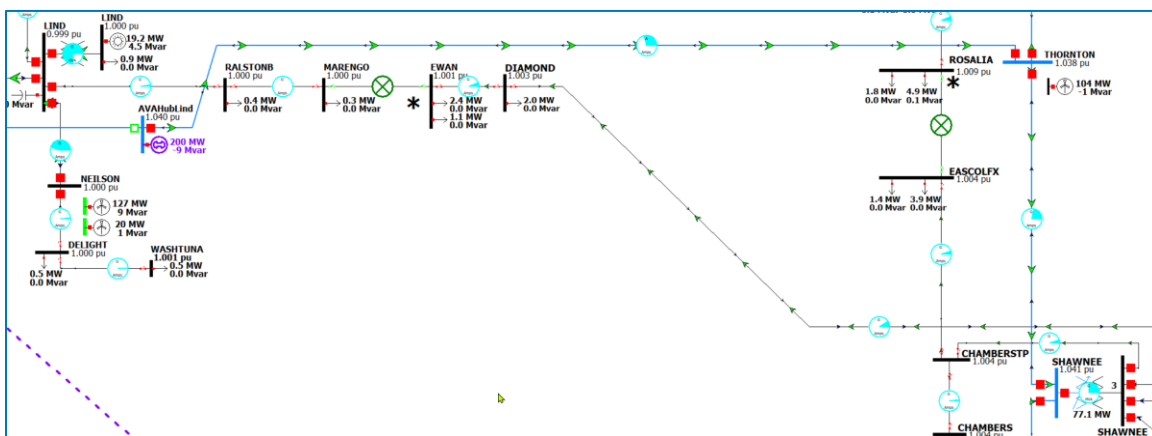 LIND
0.999 pu
LIND
1.000 pu
19.2 MW
4.5 Mvar
0.9 MW
0.0 Mvar
0 Mvar
AVAHubLind
1.040 pu
200 MW
-9 Mvar
RALSTONB
1.000 pu
0.4 MW
0.0 Mvar
MARENGO
1.000 pu
0.3 MW
0.0 Mvar
*
EWAN
1.001 pu
2.4 MW
0.0 Mvar
1.1 MW
0.0 Mvar
DIAMOND
1.003 pu
2.0 MW
0.0 Mvar
ROSALIA
1.009 pu
*
1.8 MW
0.0 Mvar
4.9 MW
0.1 Mvar
THORNTON
1.038 pu
104 MW
-1 Mvar
EASCOLFX
1.004 pu
1.4 MW
0.0 Mvar
3.9 MW
0.0 Mvar
NEILSON
1.000 pu
127 MW
9 Mvar
20 MW
1 Mvar
DELIGHT
1.000 pu
0.5 MW
0.0 Mvar
WASHTUNA
1.001 pu
0.5 MW
0.0 Mvar
CHAMBERSTP
1.004 pu
CHAMBERS
1.004 pu
SHAWNEE
1.041 pu
77.1 MW
3
SHAWNEE